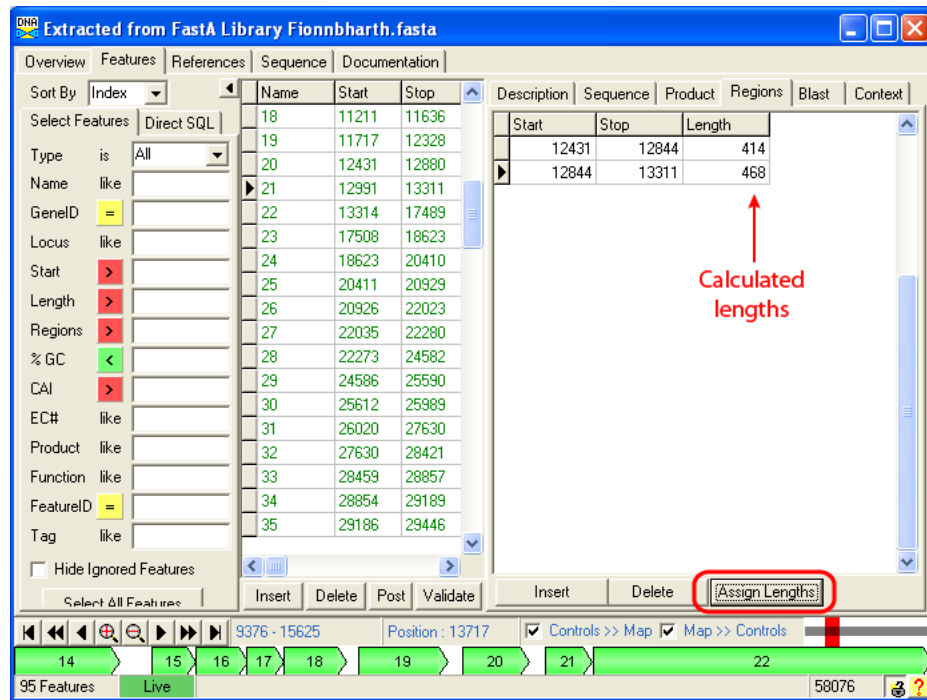 DNA Extracted from FastA Library Fionnbharth.fasta
Overview Features References Sequence Documentation
Sort By Index
Select Features Direct SQL
Type is All
Name like
GeneID =
Locus like
Start >
Length >
Regions >
% GC <
CAI >
EC# like
Product like
Function like
FeatureID =
Tag like
Hide Ignored Features
Select All Features
Name Start Stop
18 11211 11636
19 11717 12328
20 12431 12880
21 12991 13311
22 13314 17489
23 17508 18623
24 18623 20410
25 20411 20929
26 20926 22023
27 22035 22280
28 22273 24582
29 24586 25590
30 25612 25989
31 26020 27630
32 27630 28421
33 28459 28857
34 28854 29189
35 29186 29446
Insert Delete Post Validate
Description Sequence Product Regions Blast Context
Start Stop Length
12431 12844 414
12844 13311 468
Calculated
lengths
Insert Delete Assign Lengths
9376 - 15625 Position : 13717 Controls >> Map Map >> Controls
14 15 16 17 18 19 20 21 22
95 Features Live 58076 ?